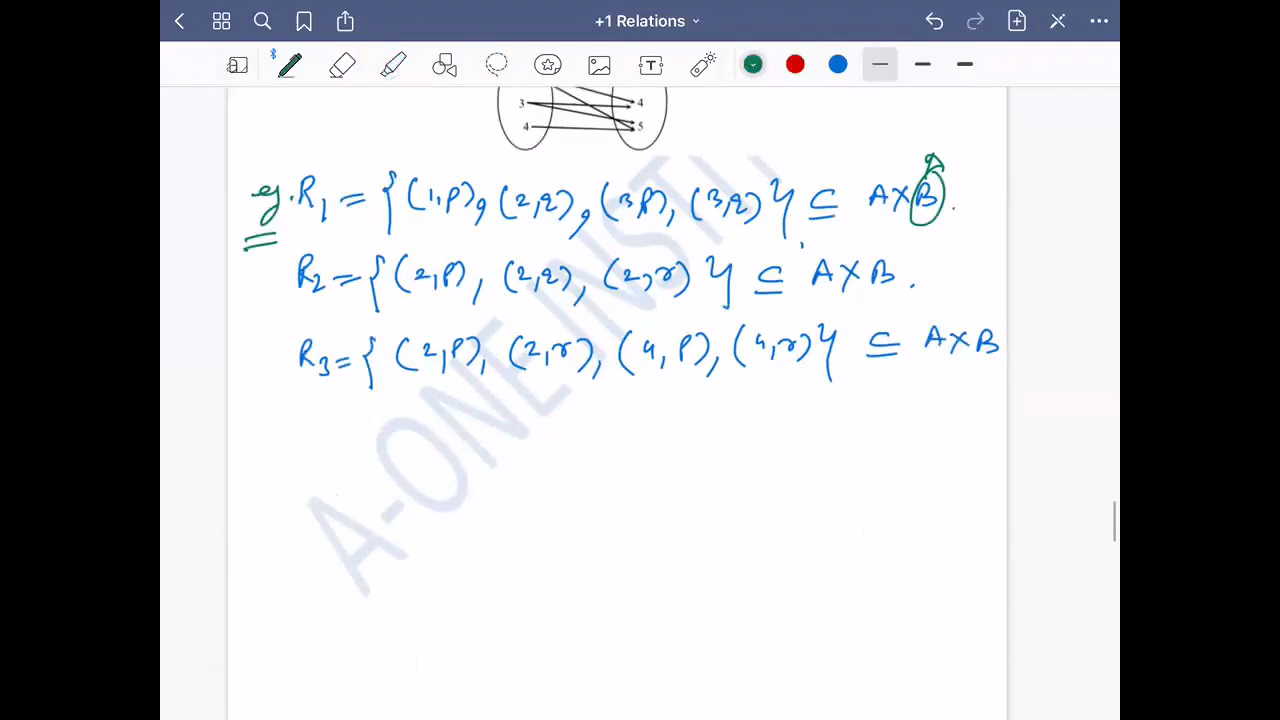 +1 Relations
3 4
4 5
eg. R1 = {(1,p), (2,q), (3,p), (3,q)} ⊆ A×B.
R2 = {(2,p), (2,q), (2,r)} ⊆ A×B.
R3 = {(2,p), (2,r), (4,p), (4,r)} ⊆ A×B
A-ONE INSTI